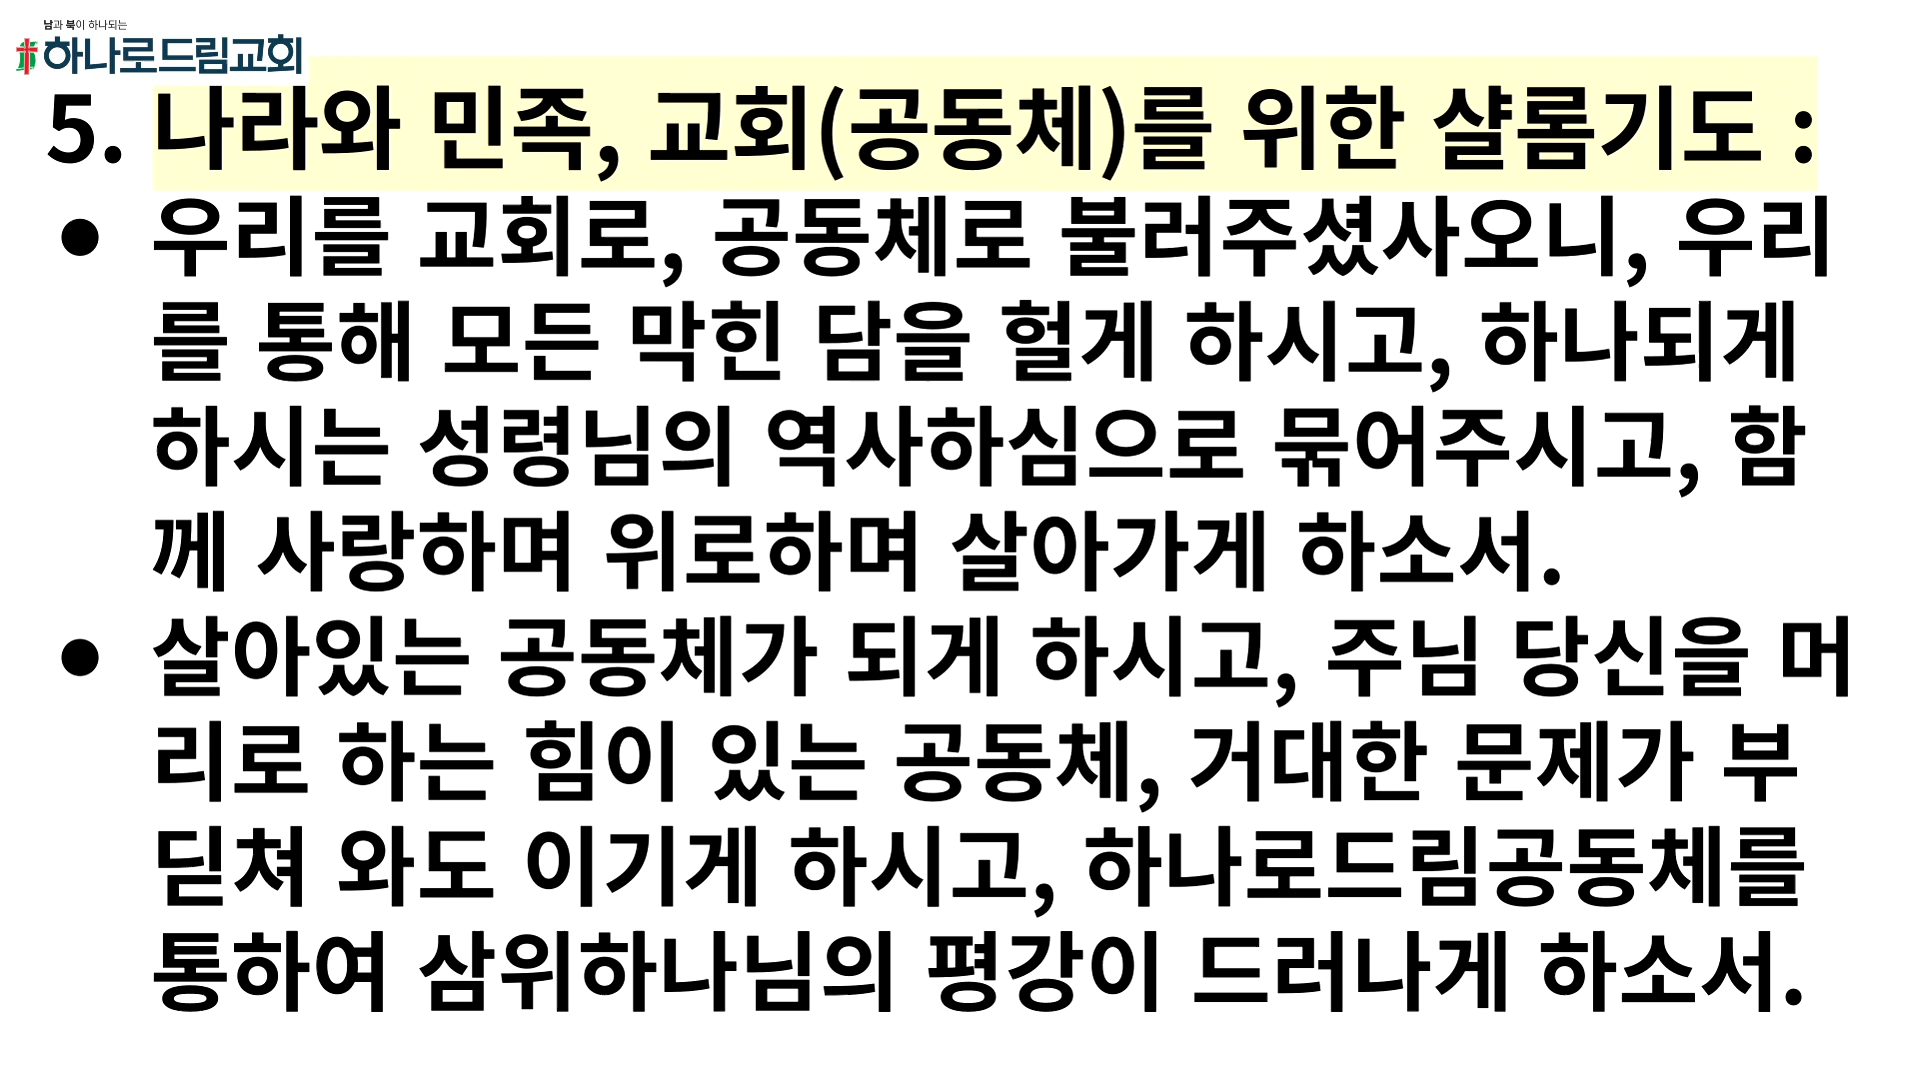 남과 북이 하나되는
하나로드림교회
5. 나라와 민족, 교회(공동체)를 위한 샬롬기도 :
● 우리를 교회로, 공동체로 불러주셨사오니, 우리
를 통해 모든 막힌 담을 헐게 하시고, 하나되게
하시는 성령님의 역사하심으로 묶어주시고, 함
께 사랑하며 위로하며 살아가게 하소서.
● 살아있는 공동체가 되게 하시고, 주님 당신을 머
리로 하는 힘이 있는 공동체, 거대한 문제가 부
딛쳐 와도 이기게 하시고, 하나로드림공동체를
통하여 삼위하나님의 평강이 드러나게 하소서.